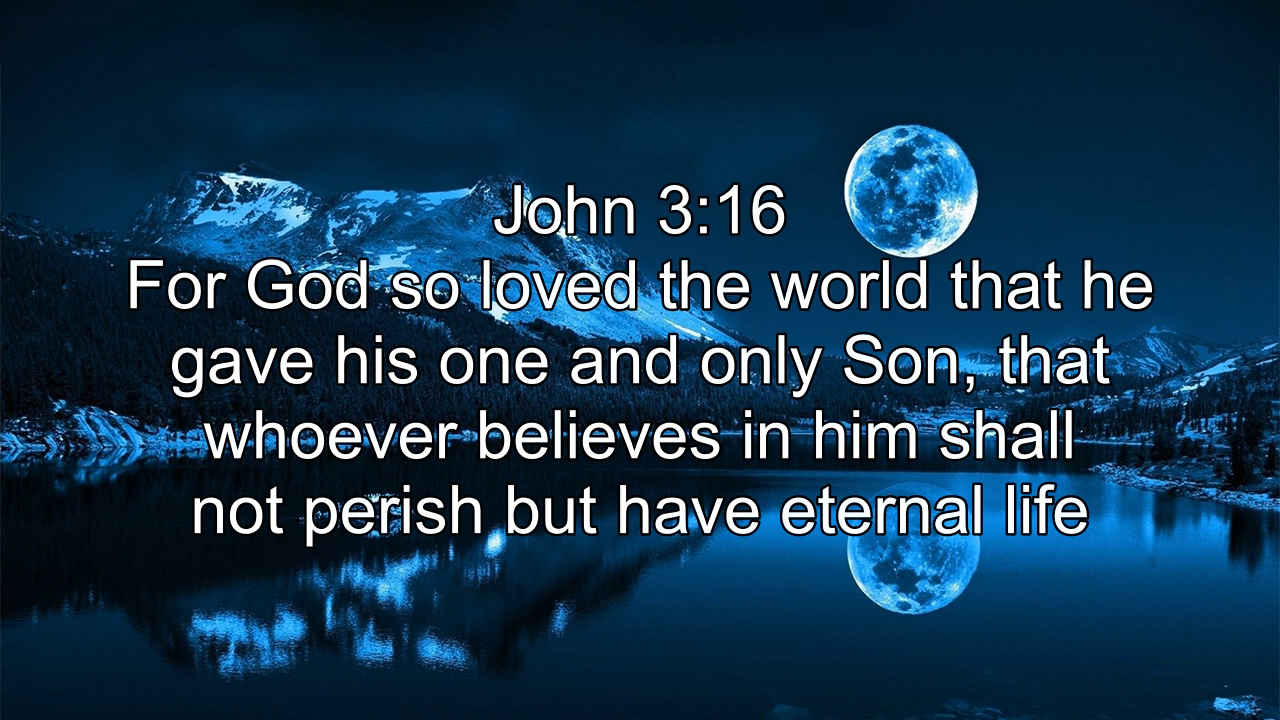 John 3:16
For God so loved the world that he
gave his one and only Son, that
whoever believes in him shall
not perish but have eternal life